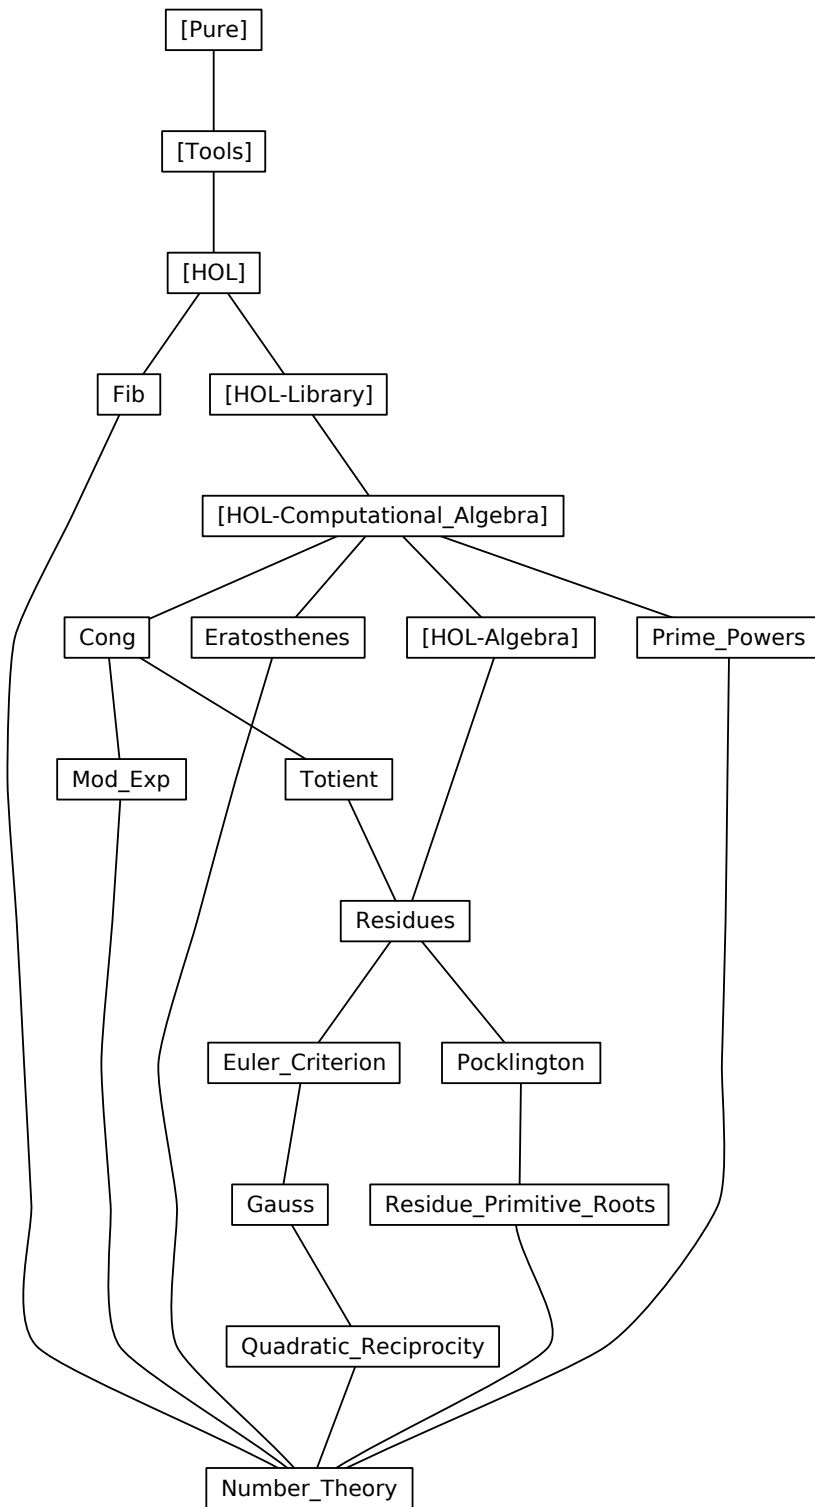 [Pure]
[Tools]
[HOL]
Fib
[HOL-Library]
[HOL-Computational_Algebra]
Cong
Eratosthenes
[HOL-Algebra]
Prime_Powers
Mod_Exp
Totient
Residues
Euler_Criterion
Pocklington
Gauss
Residue_Primitive_Roots
Quadratic_Reciprocity
Number_Theory